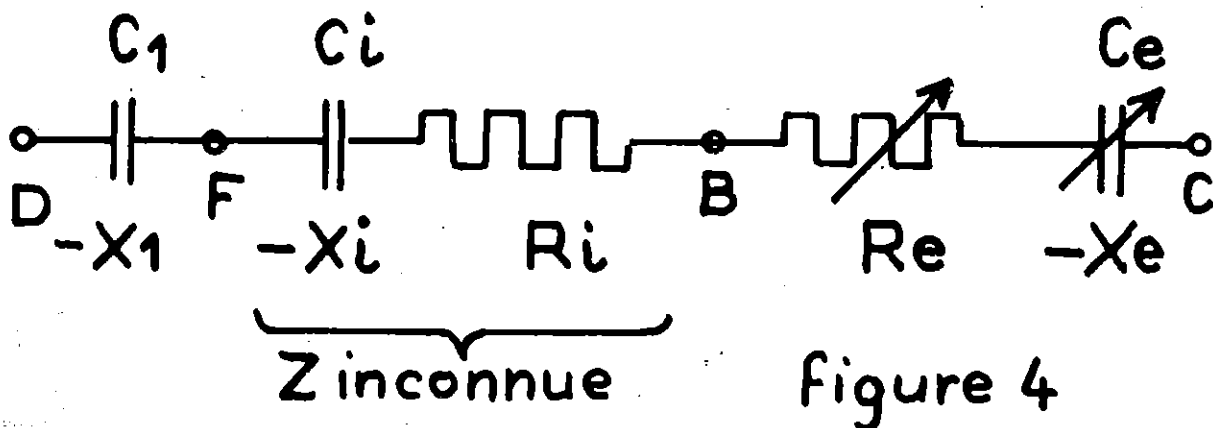 C1 Ci Ce
D F B C
-X1 -Xi Ri Re -Xe
Z inconnue figure 4